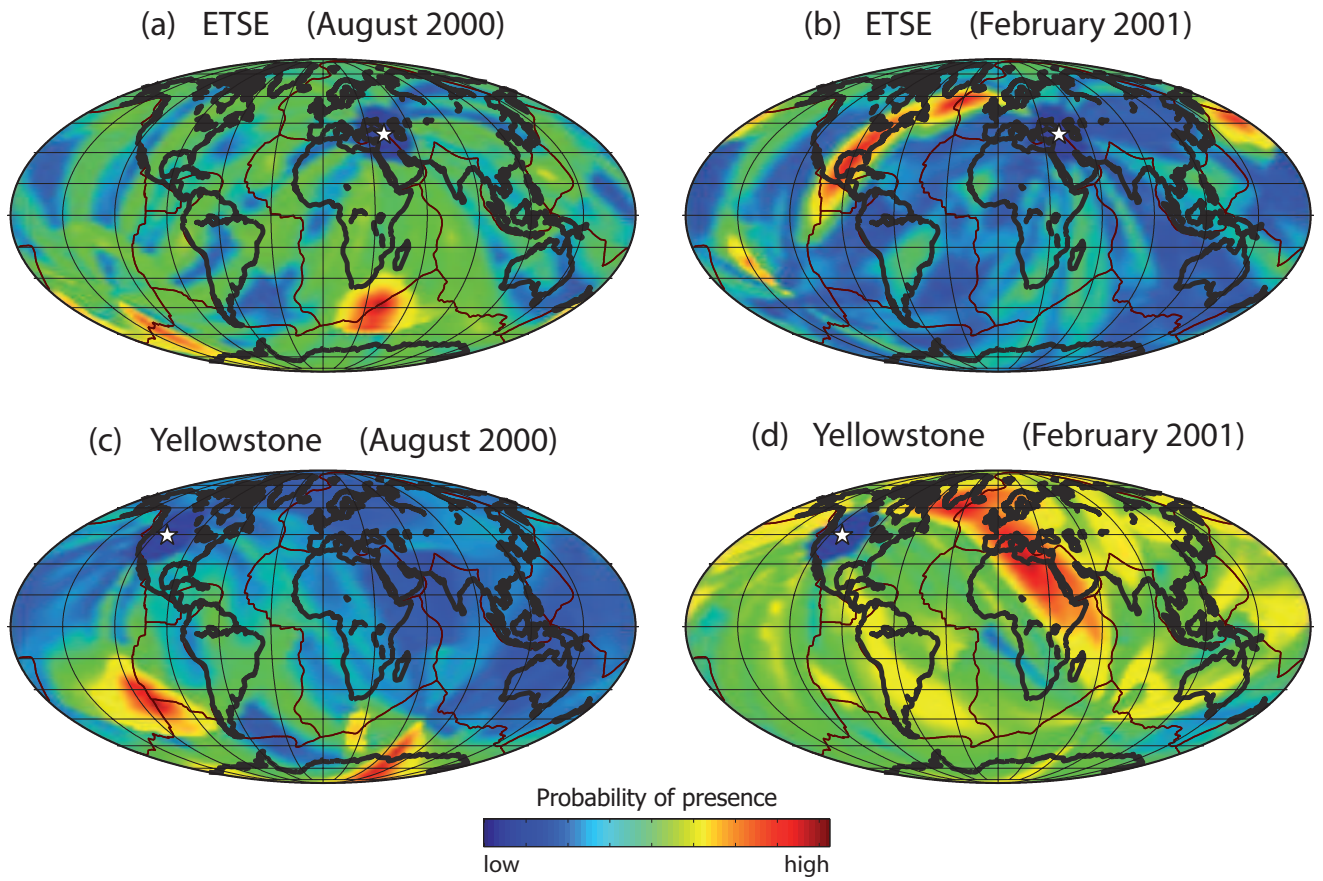 (a) ETSE (August 2000)
(b) ETSE (February 2001)
(c) Yellowstone (August 2000)
(d) Yellowstone (February 2001)
Probability of presence
low high